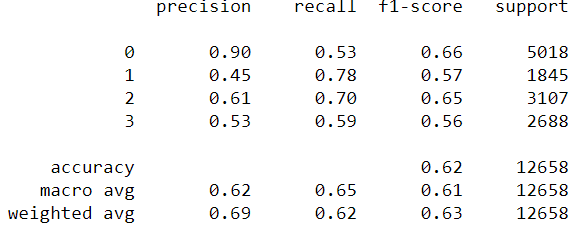 precision recall f1-score support
0 0.90 0.53 0.66 5018
1 0.45 0.78 0.57 1845
2 0.61 0.70 0.65 3107
3 0.53 0.59 0.56 2688
accuracy 0.62 12658
macro avg 0.62 0.65 0.61 12658
weighted avg 0.69 0.62 0.63 12658